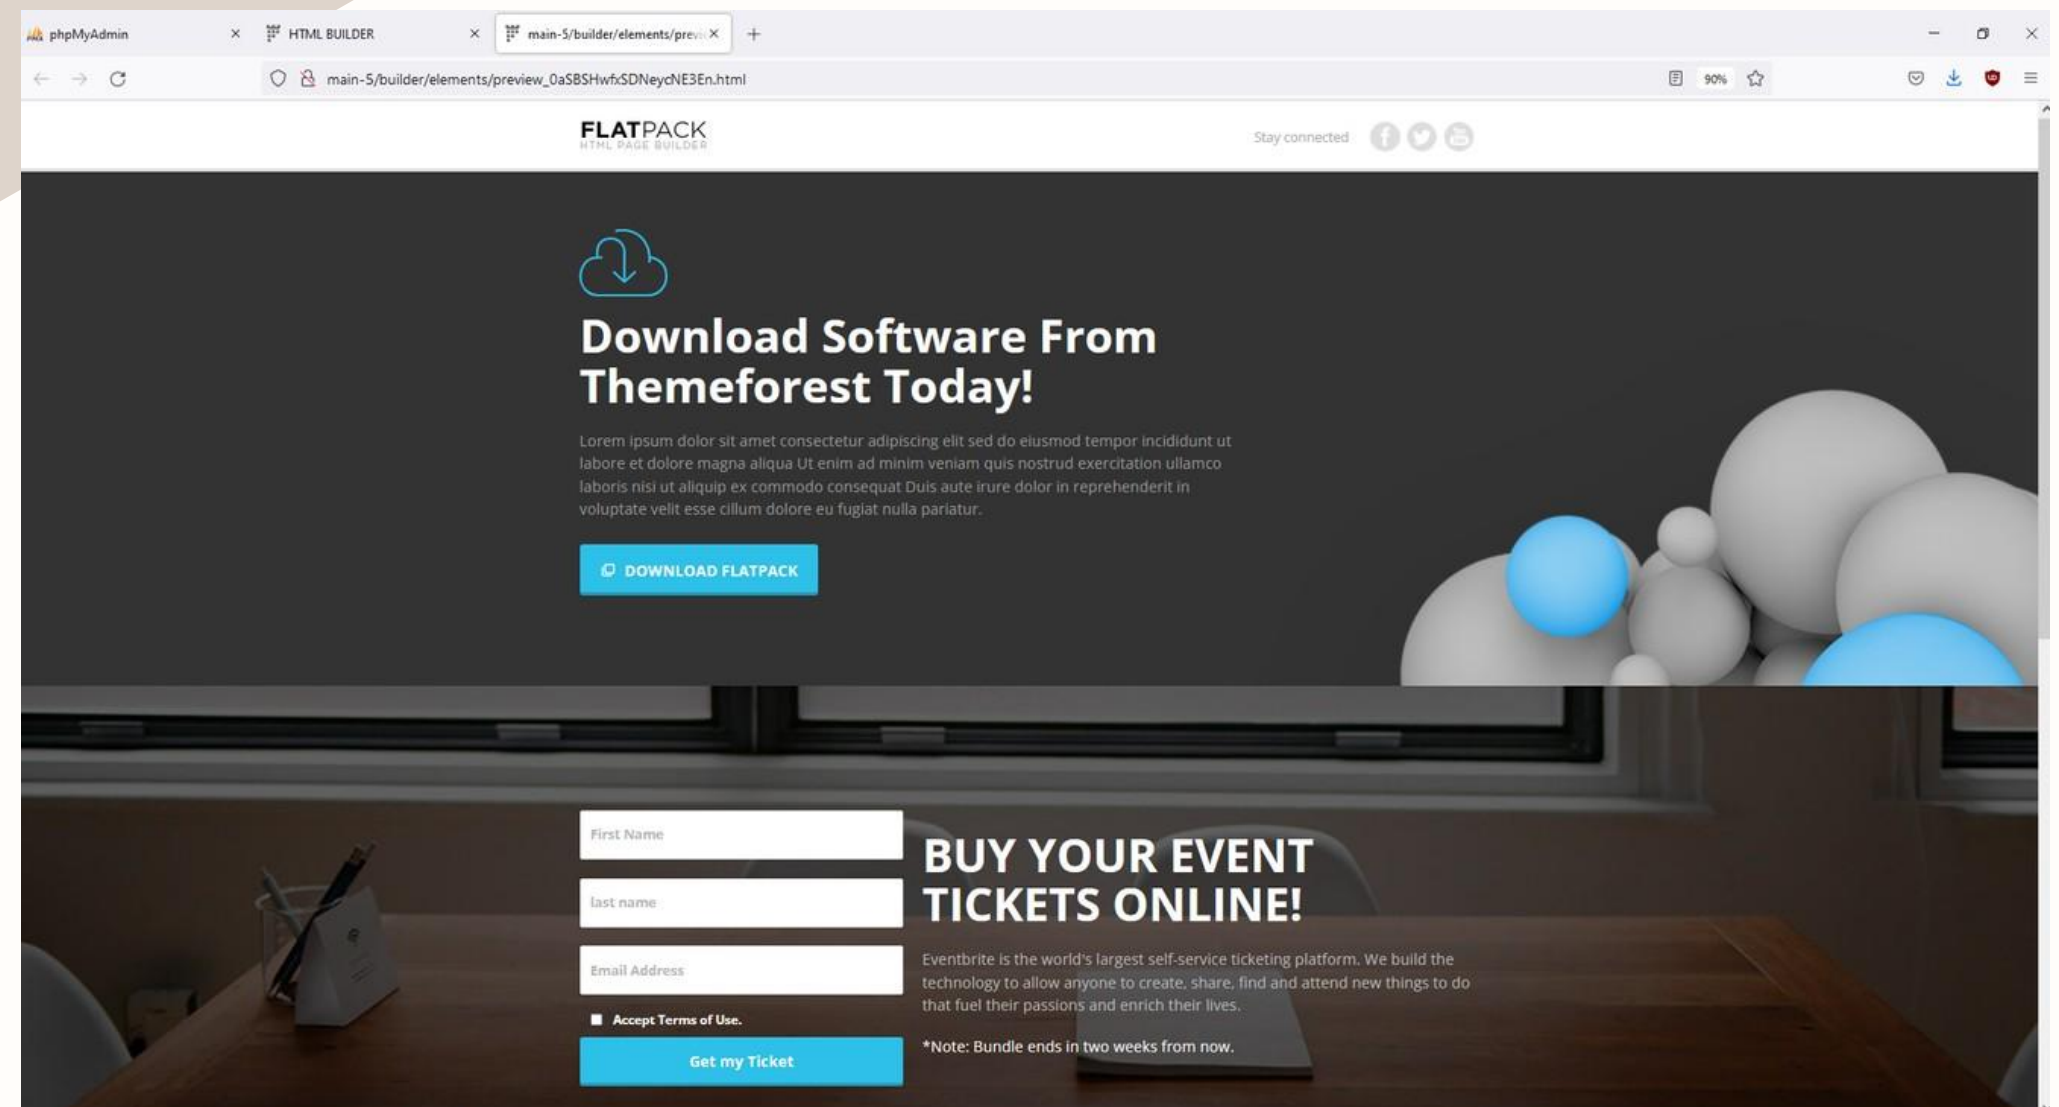 phpMyAdmin
HTML BUILDER
main-5/builder/elements/previ
main-5/builder/elements/preview_0aSBSHwfxSDNeycNE3En.html
90%
FLATPACK
HTML PAGE BUILDER
Stay connected
Download Software From
Themeforest Today!
Lorem ipsum dolor sit amet consectetur adipiscing elit sed do eiusmod tempor incididunt ut
labore et dolore magna aliqua Ut enim ad minim veniam quis nostrud exercitation ullamco
laboris nisi ut aliquip ex commodo consequat Duis aute irure dolor in reprehenderit in
voluptate velit esse cillum dolore eu fugiat nulla pariatur.
DOWNLOAD FLATPACK
First Name
last name
Email Address
Accept Terms of Use.
Get my Ticket
BUY YOUR EVENT
TICKETS ONLINE!
Eventbrite is the world's largest self-service ticketing platform. We build the
technology to allow anyone to create, share, find and attend new things to do
that fuel their passions and enrich their lives.
*Note: Bundle ends in two weeks from now.